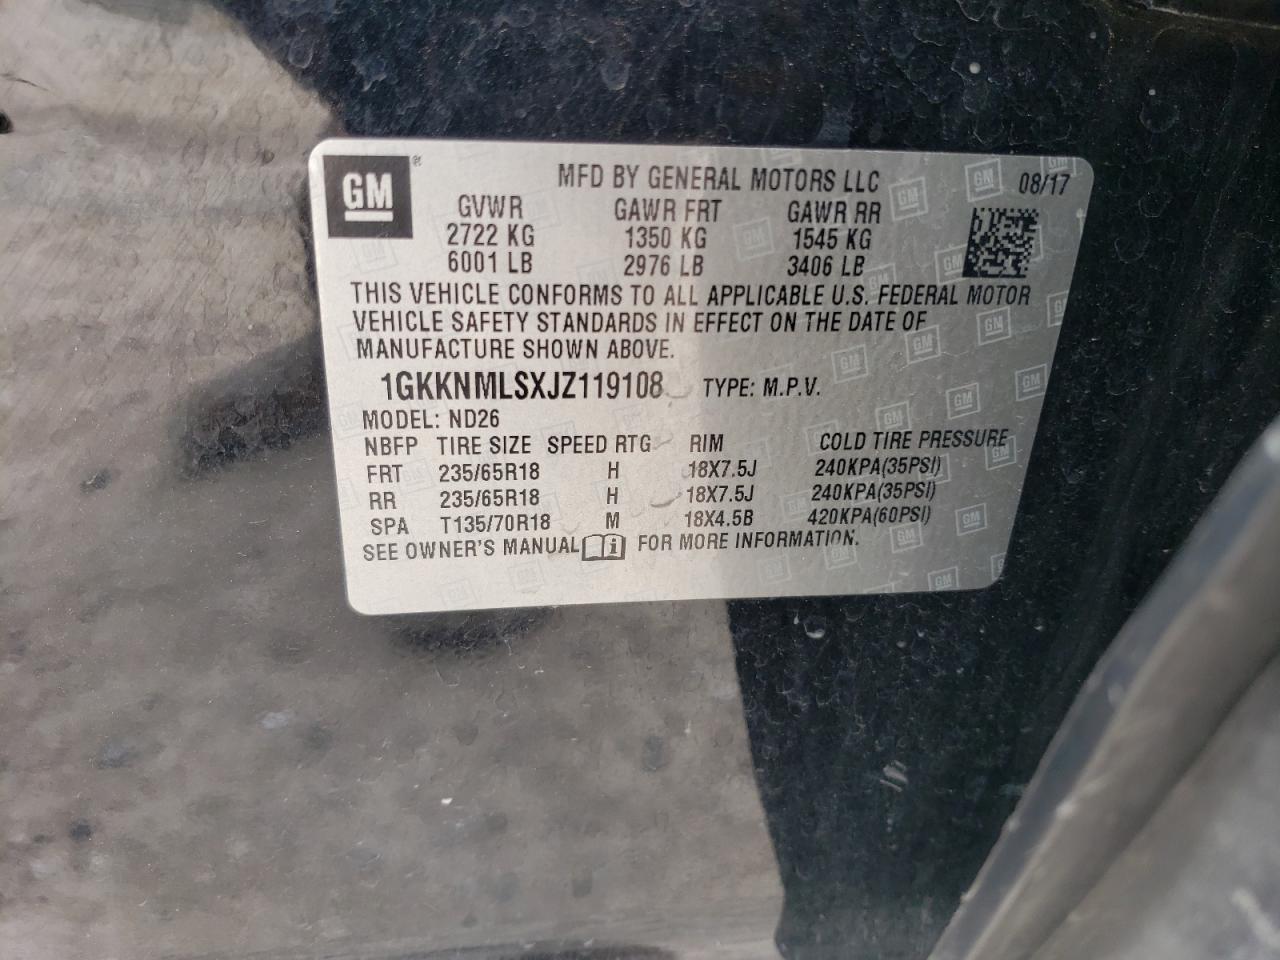 GM
MFD BY GENERAL MOTORS LLC 08/17
GVWR GAWR FRT GAWR RR
2722 KG 1350 KG 1545 KG
6001 LB 2976 LB 3406 LB
THIS VEHICLE CONFORMS TO ALL APPLICABLE U.S. FEDERAL MOTOR
VEHICLE SAFETY STANDARDS IN EFFECT ON THE DATE OF
MANUFACTURE SHOWN ABOVE.
1GKKNMLSXJZ119108 TYPE: M.P.V.
MODEL: ND26
NBFP TIRE SIZE SPEED RTG RIM COLD TIRE PRESSURE
FRT 235/65R18 H 18X7.5J 240KPA(35PSI)
RR 235/65R18 H 18X7.5J 240KPA(35PSI)
SPA T135/70R18 M 18X4.5B 420KPA(60PSI)
SEE OWNER'S MANUAL i FOR MORE INFORMATION.